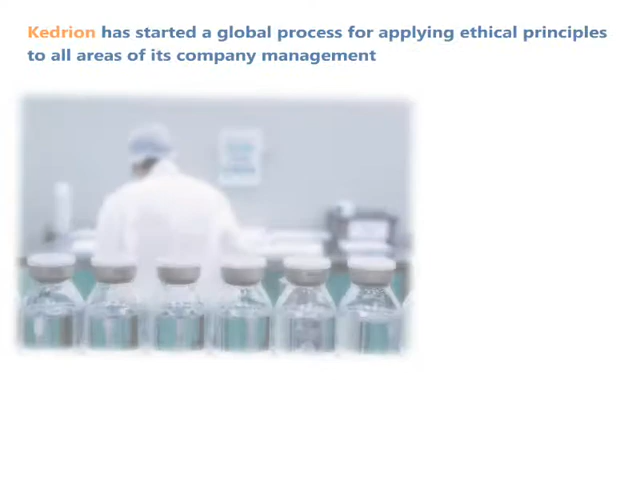 Kedrion has started a global process for applying ethical principles
to all areas of its company management